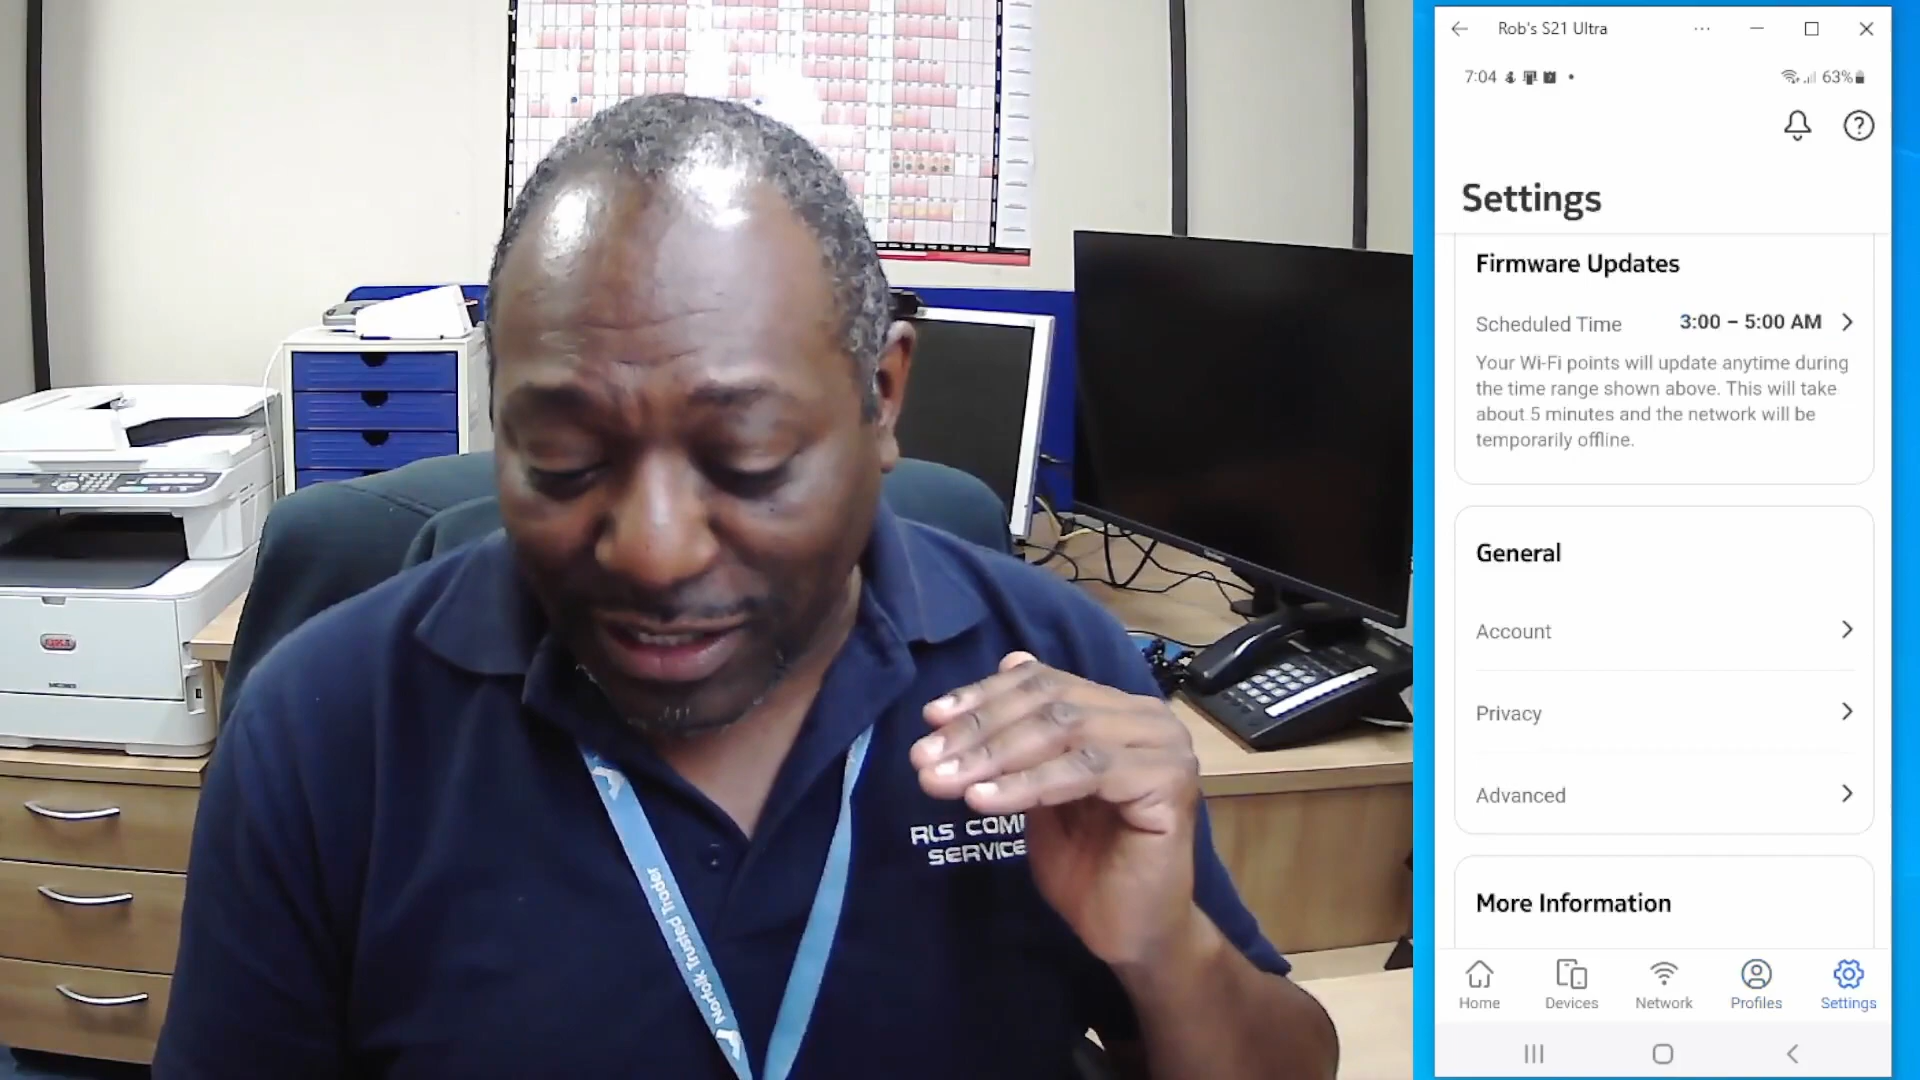 Rob's S21 Ultra
7:04
63%
Settings
Firmware Updates
Scheduled Time
3:00 – 5:00 AM
Your Wi-Fi points will update anytime during
the time range shown above. This will take
about 5 minutes and the network will be
temporarily offline.
General
Account
Privacy
Advanced
More Information
Home
Devices
Network
Profiles
Settings
OKI
RLS COM
SERVICE
Norfolk Trusted Trader